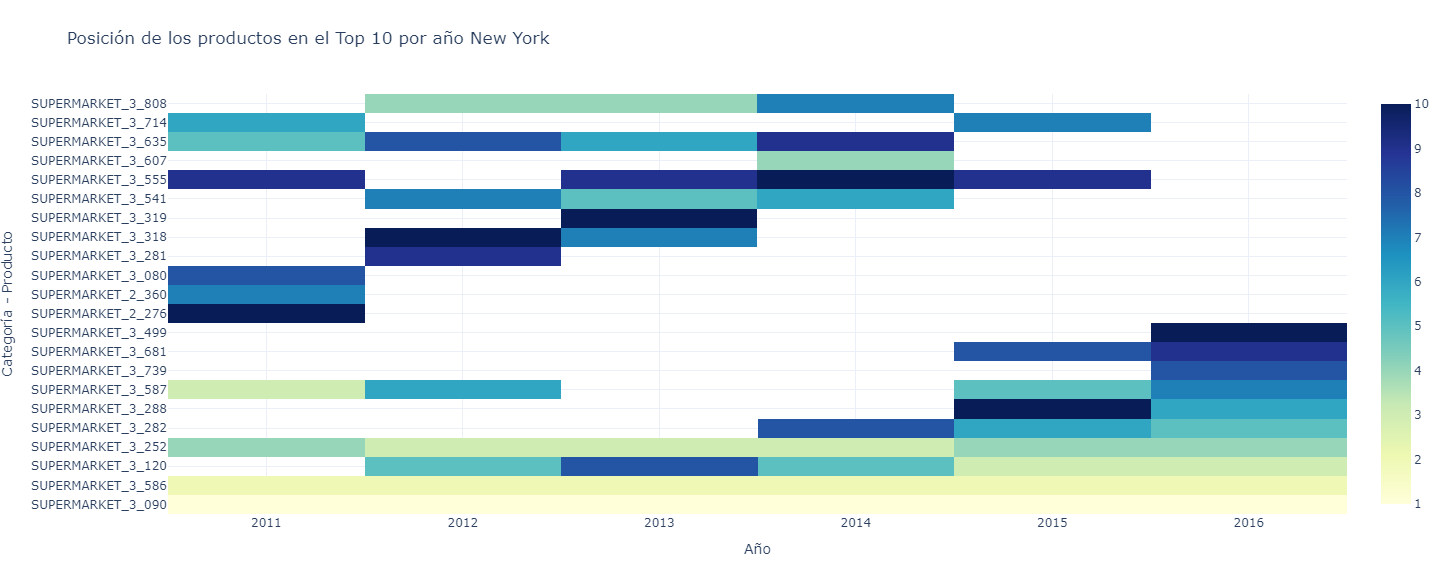 Posición de los productos en el Top 10 por año New York
Categoría - Producto
SUPERMARKET_3_808
SUPERMARKET_3_714
SUPERMARKET_3_635
SUPERMARKET_3_607
SUPERMARKET_3_555
SUPERMARKET_3_541
SUPERMARKET_3_319
SUPERMARKET_3_318
SUPERMARKET_3_281
SUPERMARKET_3_080
SUPERMARKET_2_360
SUPERMARKET_2_276
SUPERMARKET_3_499
SUPERMARKET_3_681
SUPERMARKET_3_739
SUPERMARKET_3_587
SUPERMARKET_3_288
SUPERMARKET_3_282
SUPERMARKET_3_252
SUPERMARKET_3_120
SUPERMARKET_3_586
SUPERMARKET_3_090
2011 2012 2013 2014 2015 2016
Año
10
9
8
7
6
5
4
3
2
1